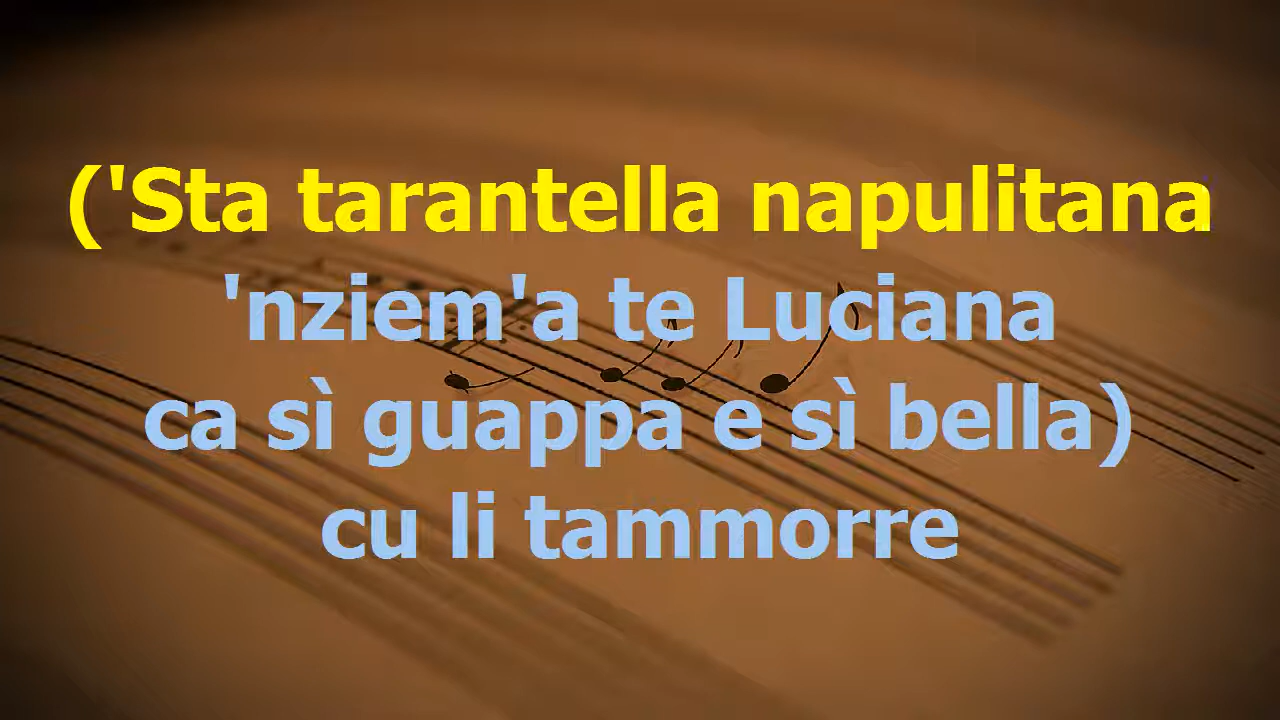 ('Sta tarantella napulitana
'nziem'a te Luciana
ca sì guappa e sì bella)
cu li tammorre